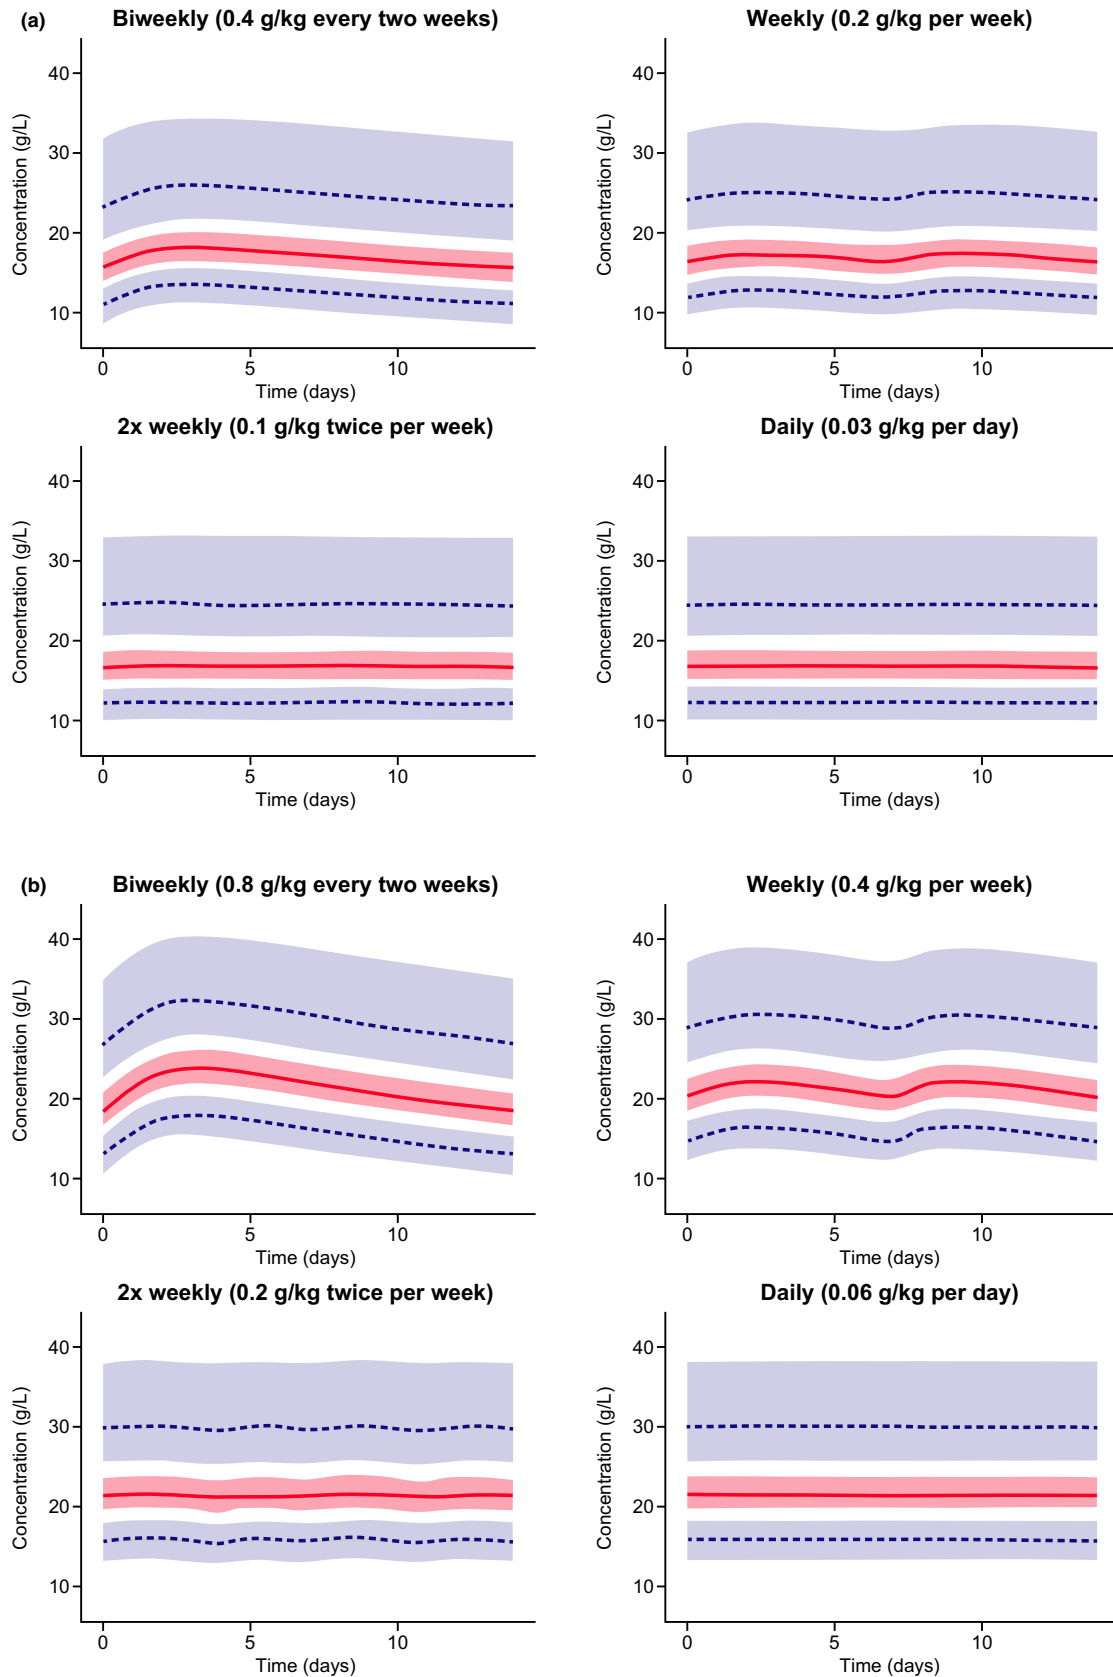 (a)
Biweekly (0.4 g/kg every two weeks)
Concentration (g/L)
40
30
20
10
0 5 10
Time (days)
Weekly (0.2 g/kg per week)
Concentration (g/L)
40
30
20
10
0 5 10
Time (days)
2x weekly (0.1 g/kg twice per week)
Concentration (g/L)
40
30
20
10
0 5 10
Time (days)
Daily (0.03 g/kg per day)
Concentration (g/L)
40
30
20
10
0 5 10
Time (days)
(b)
Biweekly (0.8 g/kg every two weeks)
Concentration (g/L)
40
30
20
10
0 5 10
Time (days)
Weekly (0.4 g/kg per week)
Concentration (g/L)
40
30
20
10
0 5 10
Time (days)
2x weekly (0.2 g/kg twice per week)
Concentration (g/L)
40
30
20
10
0 5 10
Time (days)
Daily (0.06 g/kg per day)
Concentration (g/L)
40
30
20
10
0 5 10
Time (days)